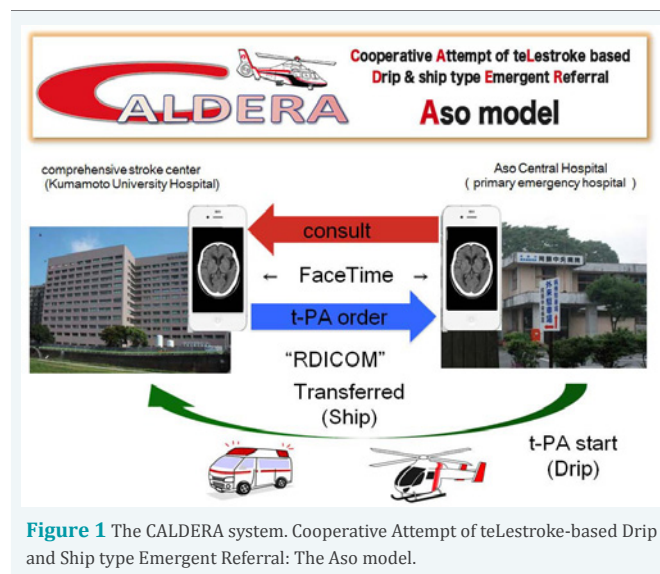 CALDERA
Cooperative Attempt of teLestroke based
Drip & ship type Emergent Referral
Aso model
comprehensive stroke center
(Kumamoto University Hospital)
Aso Central Hospital
( primary emergency hospital )
consult
← FaceTime →
t-PA order
“RDICOM”
Transferred
(Ship)
t-PA start
(Drip)
Figure 1 The CALDERA system. Cooperative Attempt of teLestroke-based Drip
and Ship type Emergent Referral: The Aso model.